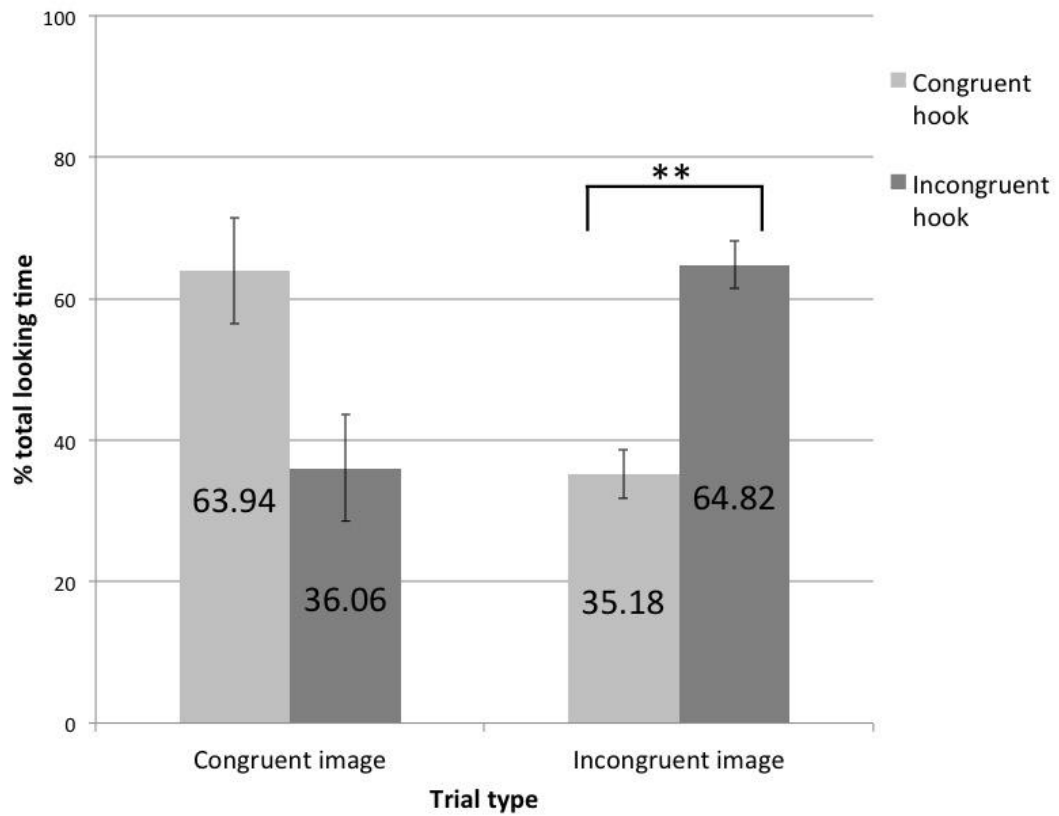 100
80
60
40
20
0
% total looking time
**
63.94
36.06
35.18
64.82
Congruent image
Incongruent image
Trial type
Congruent
hook
Incongruent
hook